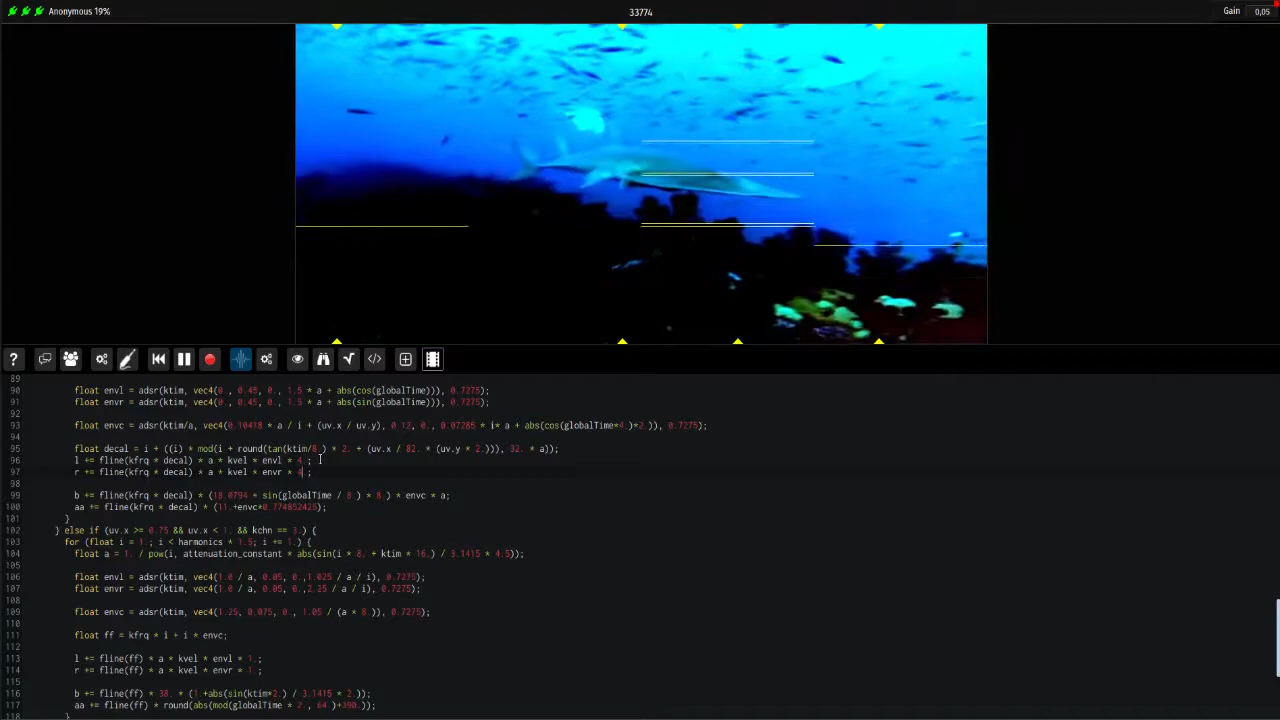 Anonymous 19%
33774
Gain 0,05
89
90 float envl = adsr(ktim, vec4(0., 0.45, 0., 1.5 * a + abs(cos(globalTime))), 0.7275);
91 float envr = adsr(ktim, vec4(0., 0.45, 0., 1.5 * a + abs(sin(globalTime))), 0.7275);
92
93 float envc = adsr(ktim/a, vec4(0.10418 * a / i + (uv.x / uv.y), 0.12, 0., 0.07285 * i* a + abs(cos(globalTime*4.)*2.)), 0.7275);
94
95 float decal = i + ((i) * mod(i + round(tan(ktim/8.) * 2. + (uv.x / 82. * (uv.y * 2.))), 32. * a));
96 l += fline(kfrq * decal) * a * kvel * envl * 4.;
97 r += fline(kfrq * decal) * a * kvel * envr * 4.;
98
99 b += fline(kfrq * decal) * (18.0794 * sin(globalTime / 8.) * 8.) * envc * a;
100 aa += fline(kfrq * decal) * (11.+envc*0.774852425);
101 }
102 } else if (uv.x >= 0.75 && uv.x < 1. && kchn == 3.) {
103 for (float i = 1.; i < harmonics * 1.5; i += 1.) {
104 float a = 1. / pow(i, attenuation_constant * abs(sin(i * 8. + ktim * 16.) / 3.1415 * 4.5));
105
106 float envl = adsr(ktim, vec4(1.0 / a, 0.05, 0.,1.025 / a / i), 0.7275);
107 float envr = adsr(ktim, vec4(1.0 / a, 0.05, 0.,2.25 / a / i), 0.7275);
108
109 float envc = adsr(ktim, vec4(1.25, 0.075, 0., 1.05 / (a * 8.)), 0.7275);
110
111 float ff = kfrq * i + i * envc;
112
113 l += fline(ff) * a * kvel * envl * 1.;
114 r += fline(ff) * a * kvel * envr * 1.;
115
116 b += fline(ff) * 38. * (1.+abs(sin(ktim*2.) / 3.1415 * 2.));
117 aa += fline(ff) * round(abs(mod(globalTime * 2., 64.)+390.));
118 }